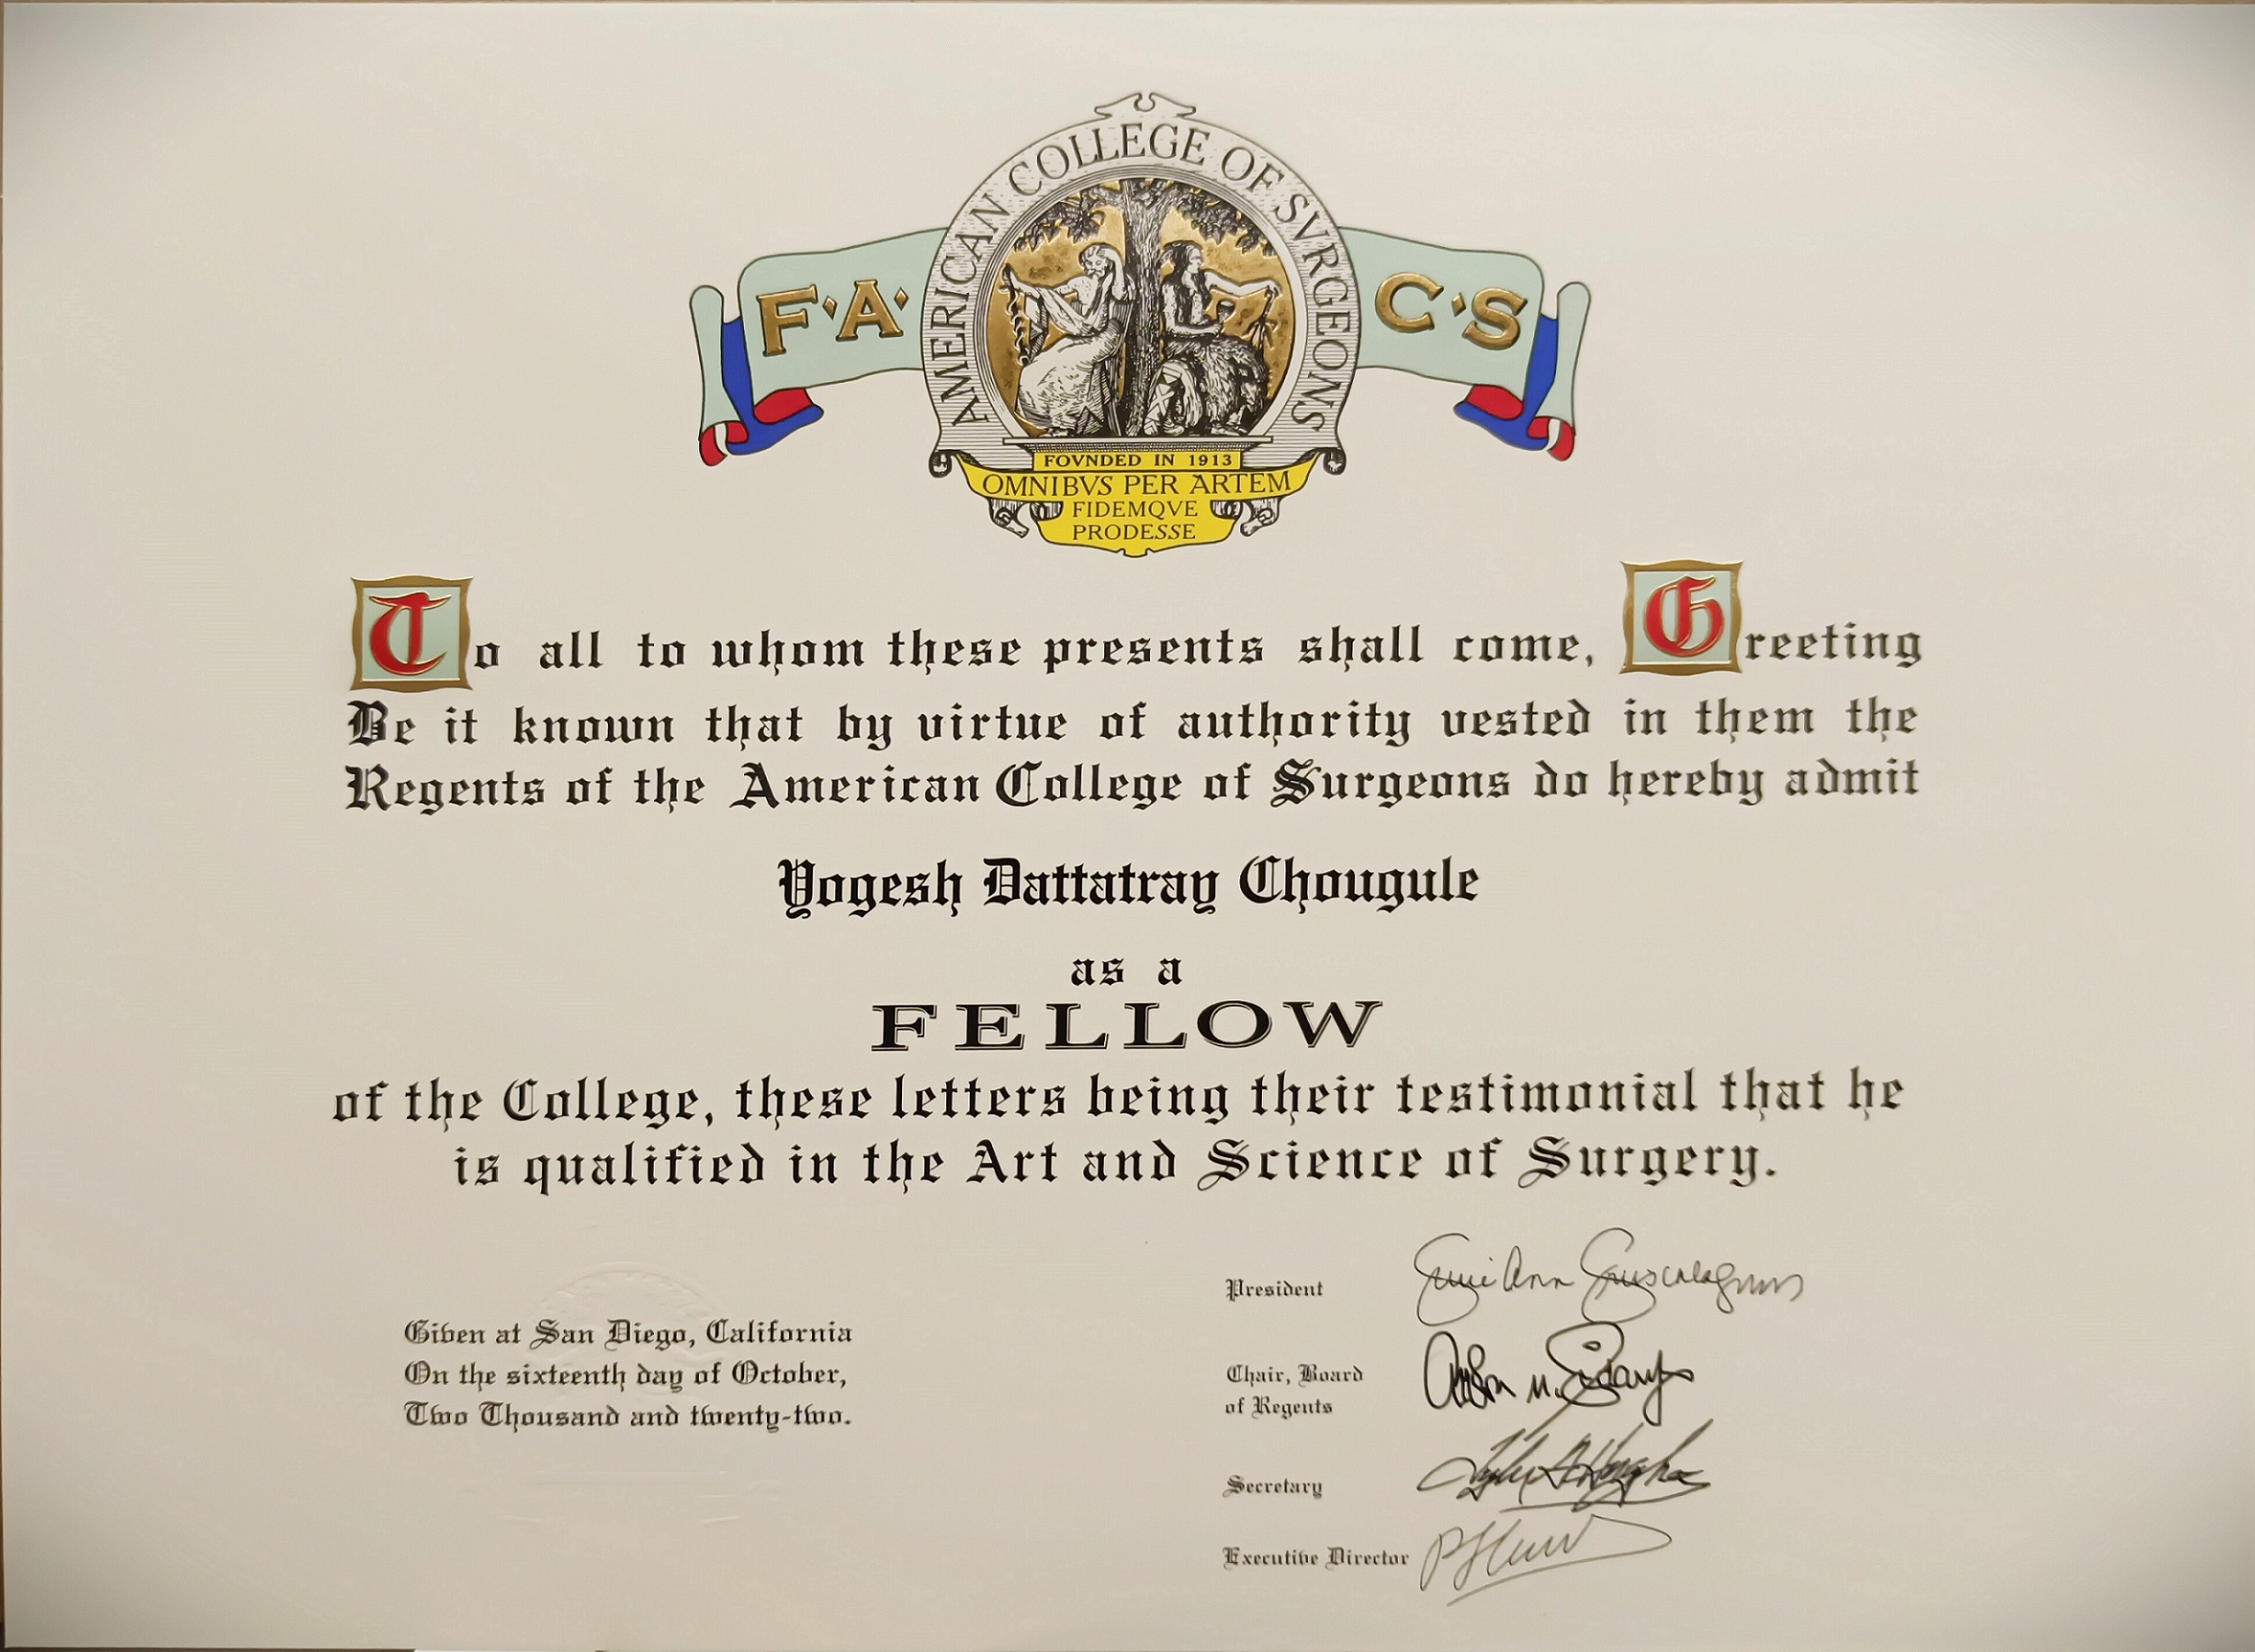 AMERICAN COLLEGE OF SVRGEONS
F·A· C·S
FOVNDED IN 1913
OMNIBVS PER ARTEM
FIDEMQVE
PRODESSE
To all to whom these presents shall come, Greeting
Be it known that by virtue of authority vested in them the
Regents of the American College of Surgeons do hereby admit
Yogesh Dattatray Chougule
as a
FELLOW
of the College, these letters being their testimonial that he
is qualified in the Art and Science of Surgery.
Given at San Diego, California
On the sixteenth day of October,
Two Thousand and twenty-two.
President
Chair, Board
of Regents
Secretary
Executive Director